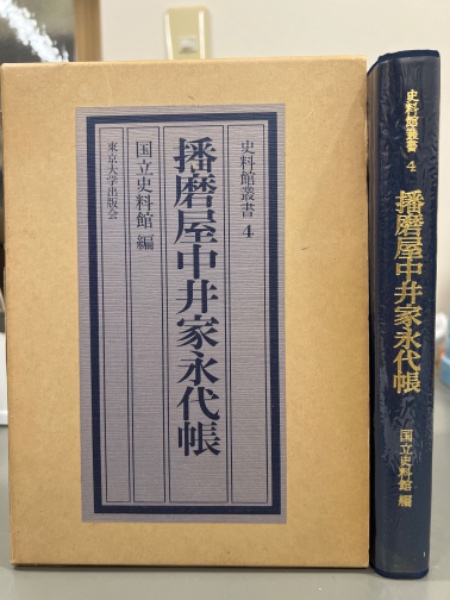 史料館叢書 4
播磨屋中井家永代帳
国立史料館 編
東京大学出版会
史料館叢書 4
播磨屋中井家永代帳
国立史料館 編